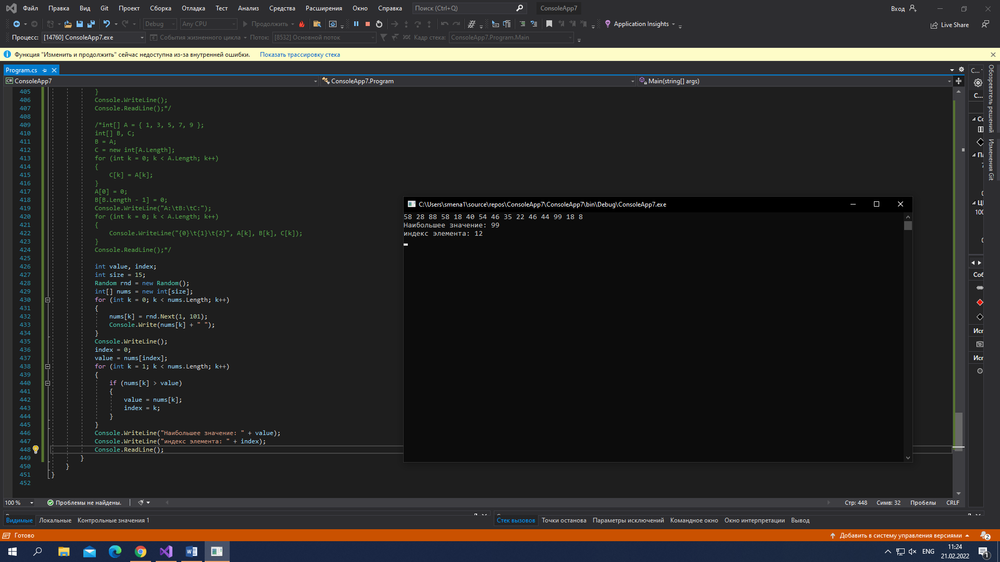 Файл Правка Вид Git Проект Сборка Отладка Тест Анализ Средства Расширения Окно Справка Поиск (Ctrl+Q) ConsoleApp7 Вход
Debug Any CPU Продолжить Application Insights Live Share
Процесс: [14760] ConsoleApp7.exe События жизненного цикла Поток: [8532] Основной поток Кадр стека: ConsoleApp7.Program.Main
Функция "Изменить и продолжить" сейчас недоступна из-за внутренней ошибки. Показать трассировку стека
Program.cs
C# ConsoleApp7 ConsoleApp7.Program Main(string[] args)
405 }
406 Console.WriteLine();
407 Console.ReadLine();*/
408
409 /*int[] A = { 1, 3, 5, 7, 9 };
410 int[] B, C;
411 B = A;
412 C = new int[A.Length];
413 for (int k = 0; k < A.Length; k++)
414 {
415 C[k] = A[k];
416 }
417 A[0] = 0;
418 B[B.Length - 1] = 0;
419 Console.WriteLine("A:\tB:\tC:");
420 for (int k = 0; k < A.Length; k++)
421 {
422 Console.WriteLine("{0}\t{1}\t{2}", A[k], B[k], C[k]);
423 }
424 Console.ReadLine();*/
425
426 int value, index;
427 int size = 15;
428 Random rnd = new Random();
429 int[] nums = new int[size];
430 for (int k = 0; k < nums.Length; k++)
431 {
432 nums[k] = rnd.Next(1, 101);
433 Console.Write(nums[k] + " ");
434 }
435 Console.WriteLine();
436 index = 0;
437 value = nums[index];
438 for (int k = 1; k < nums.Length; k++)
439 {
440 if (nums[k] > value)
441 {
442 value = nums[k];
443 index = k;
444 }
445 }
446 Console.WriteLine("Наибольшее значение: " + value);
447 Console.WriteLine("индекс элемента: " + index);
448 Console.ReadLine();
449 }
450 }
451 }
452
C:\Users\smena1\source\repos\ConsoleApp7\ConsoleApp7\bin\Debug\ConsoleApp7.exe
58 28 88 58 18 40 54 46 35 22 46 44 99 18 8
Наибольшее значение: 99
индекс элемента: 12
С...
С...
Обозреватель решений
Изменения Git
100
Соб
100 % Проблемы не найдены. Стр: 448 Симв: 32 Пробелы CRLF
Видимые Локальные Контрольные значения 1 Стек вызовов Точки останова Параметры исключений Командное окно Окно интерпретации Вывод
Готово Добавить в систему управления версиями 2
ENG 11:24
21.02.2022 1